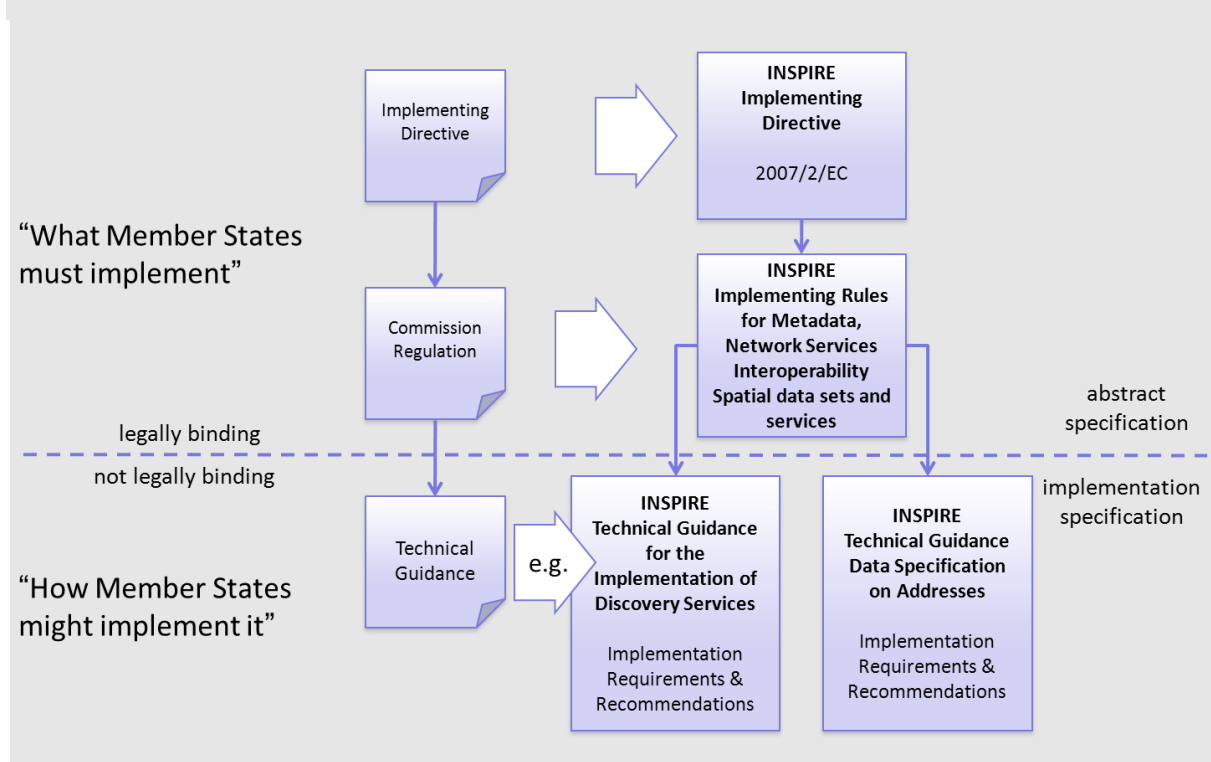 Implementing
Directive
INSPIRE
Implementing
Directive
2007/2/EC
“What Member States
must implement”
Commission
Regulation
INSPIRE
Implementing Rules
for Metadata,
Network Services
Interoperability
Spatial data sets and
services
abstract
specification
legally binding
not legally binding
implementation
specification
“How Member States
might implement it”
Technical
Guidance
e.g.
INSPIRE
Technical Guidance
for the
Implementation of
Discovery Services
Implementation
Requirements &
Recommendations
INSPIRE
Technical Guidance
Data Specification
on Addresses
Implementation
Requirements &
Recommendations